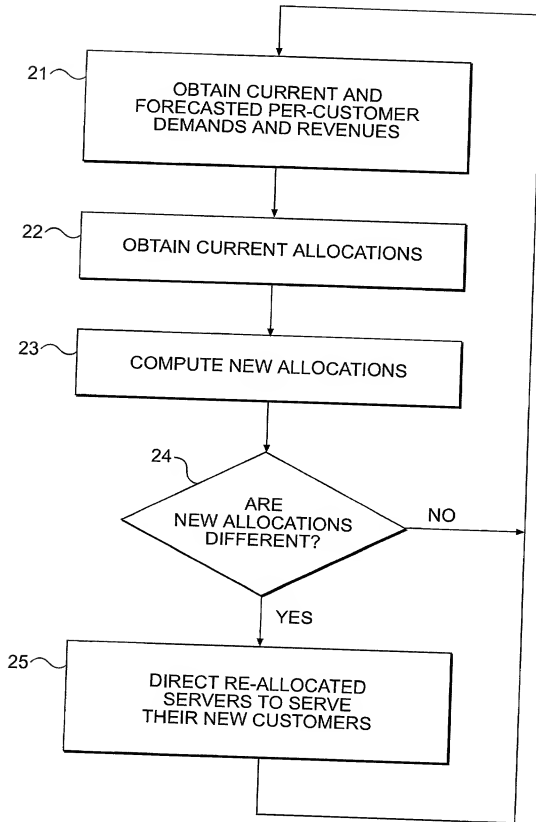 21
OBTAIN CURRENT AND
FORECASTED PER-CUSTOMER
DEMANDS AND REVENUES
22
OBTAIN CURRENT ALLOCATIONS
23
COMPUTE NEW ALLOCATIONS
24
ARE
NEW ALLOCATIONS
DIFFERENT?
NO
YES
25
DIRECT RE-ALLOCATED
SERVERS TO SERVE
THEIR NEW CUSTOMERS